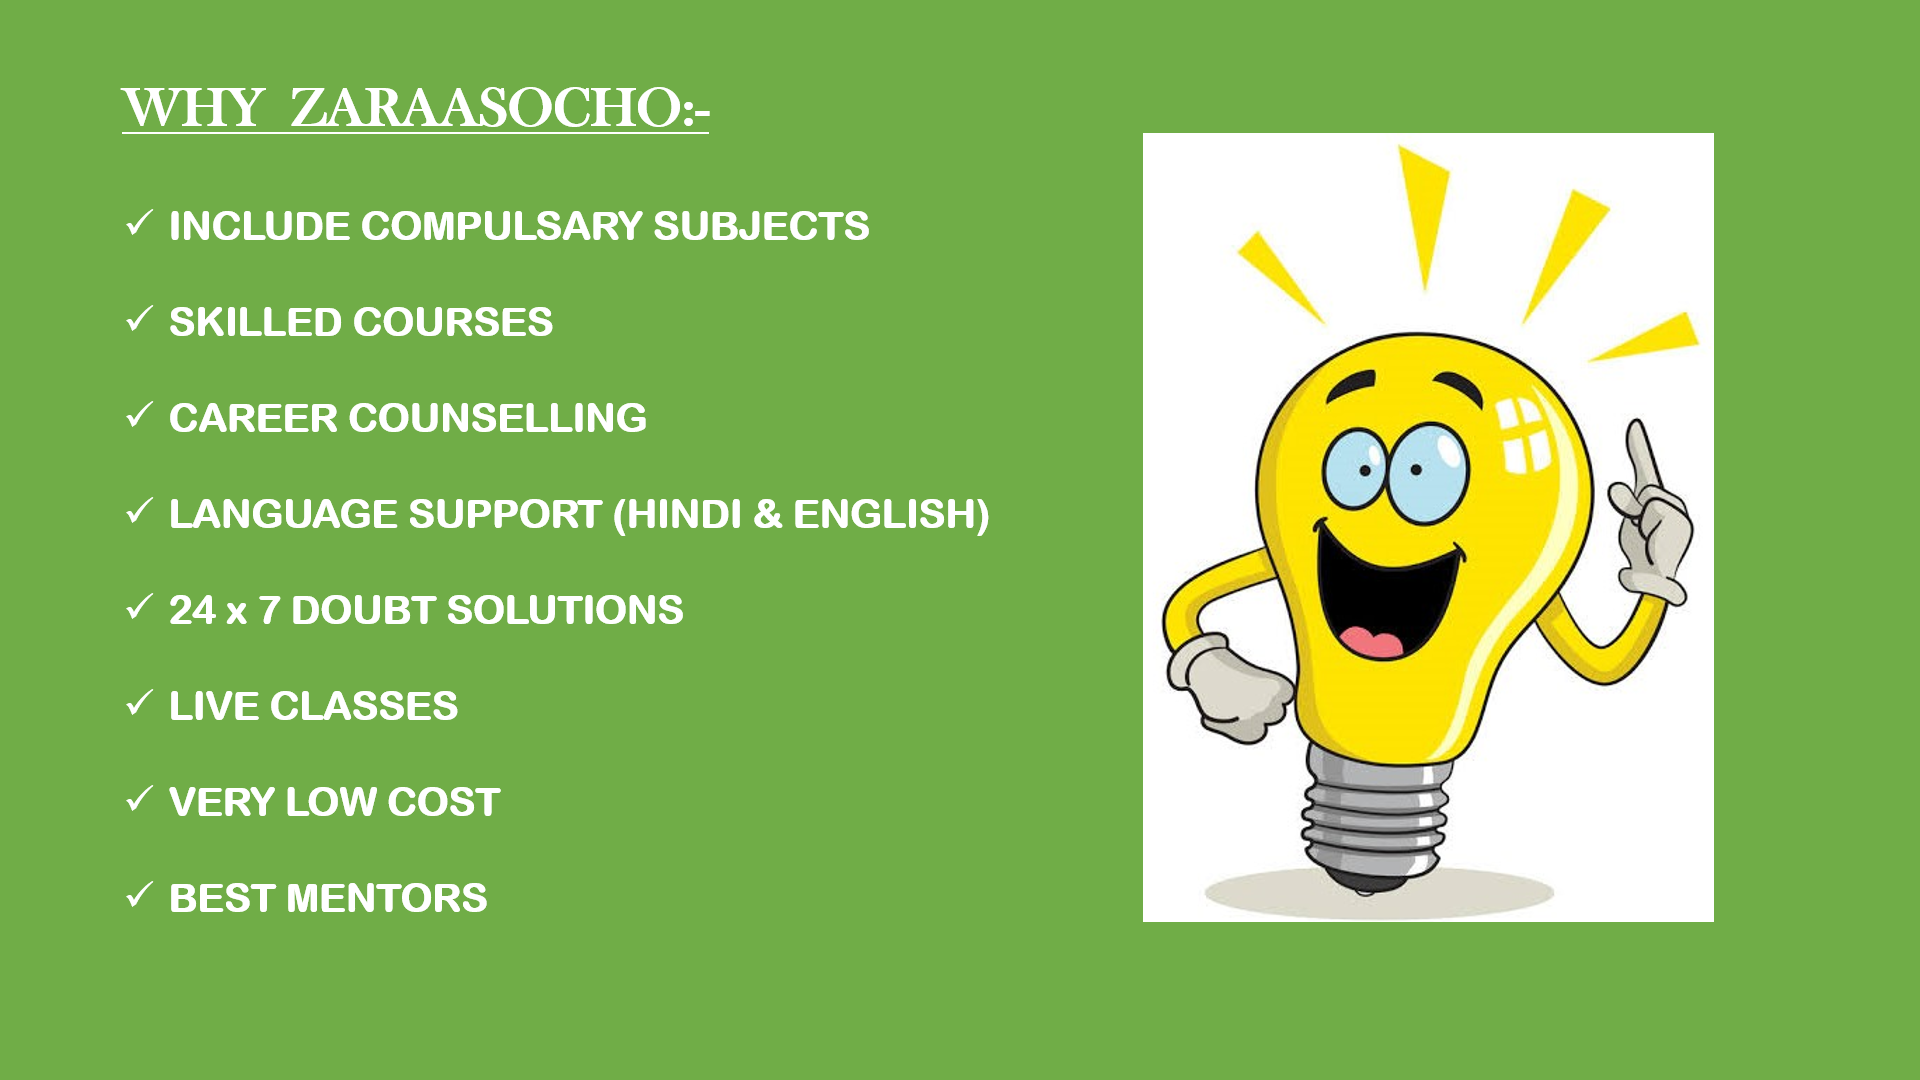 WHY ZARAASOCHO:-
✓ INCLUDE COMPULSARY SUBJECTS
✓ SKILLED COURSES
✓ CAREER COUNSELLING
✓ LANGUAGE SUPPORT (HINDI & ENGLISH)
✓ 24 x 7 DOUBT SOLUTIONS
✓ LIVE CLASSES
✓ VERY LOW COST
✓ BEST MENTORS